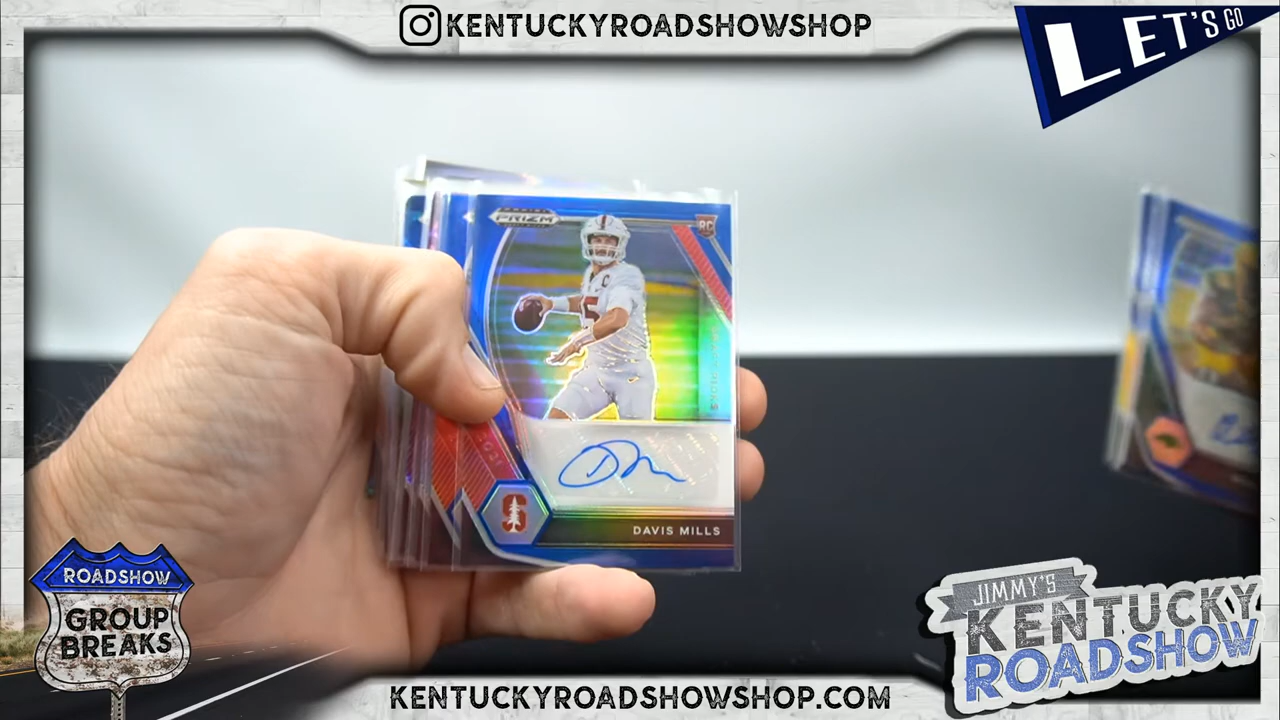 KENTUCKYROADSHOWSHOP
LET'S GO
PRIZM
RC
S
DAVIS MILLS
ROADSHOW
GROUP
BREAKS
JIMMY'S
KENTUCKY
ROADSHOW
KENTUCKYROADSHOWSHOP.COM